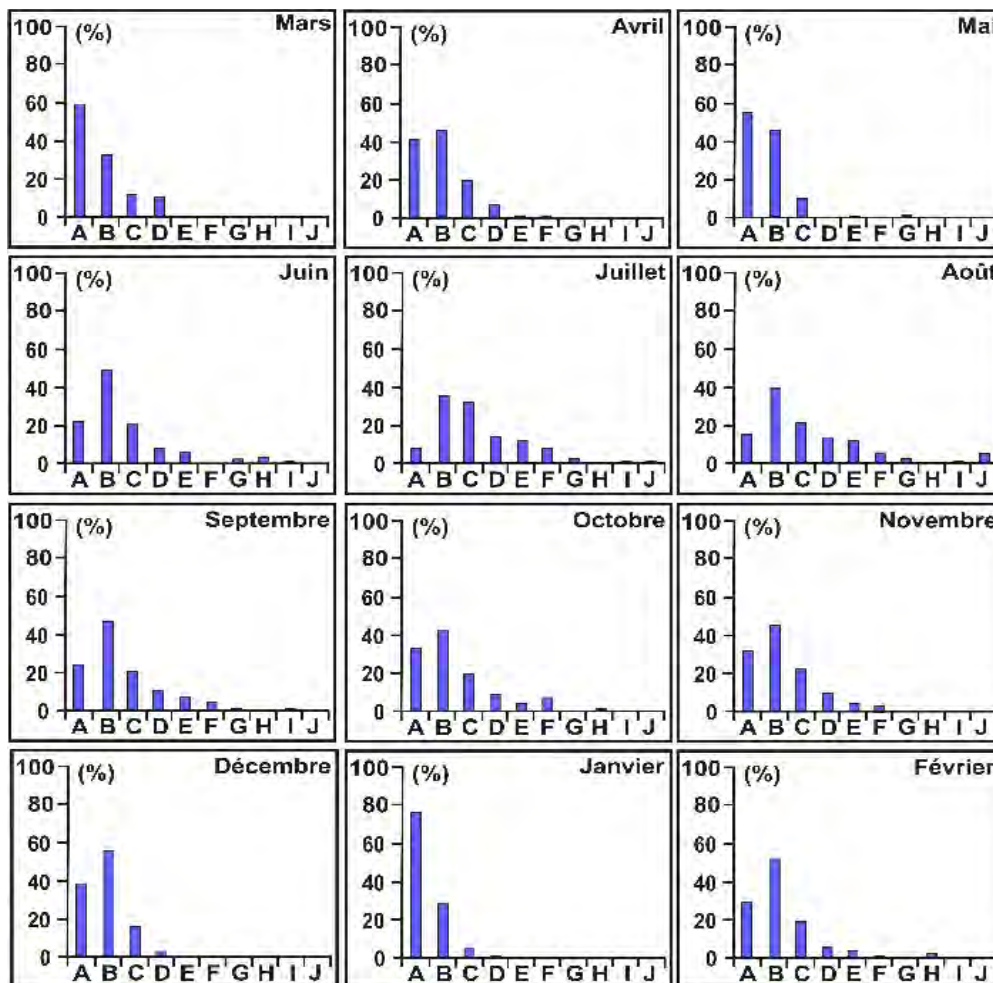 100 (%) Mars
80
60
40
20
0
A B C D E F G H I J
100 (%) Avril
80
60
40
20
0
A B C D E F G H I J
100 (%) Mai
80
60
40
20
0
A B C D E F G H I J
100 (%) Juin
80
60
40
20
0
A B C D E F G H I J
100 (%) Juillet
80
60
40
20
0
A B C D E F G H I J
100 (%) Août
80
60
40
20
0
A B C D E F G H I J
100 (%) Septembre
80
60
40
20
0
A B C D E F G H I J
100 (%) Octobre
80
60
40
20
0
A B C D E F G H I J
100 (%) Novembre
80
60
40
20
0
A B C D E F G H I J
100 (%) Décembre
80
60
40
20
0
A B C D E F G H I J
100 (%) Janvier
80
60
40
20
0
A B C D E F G H I J
100 (%) Février
80
60
40
20
0
A B C D E F G H I J